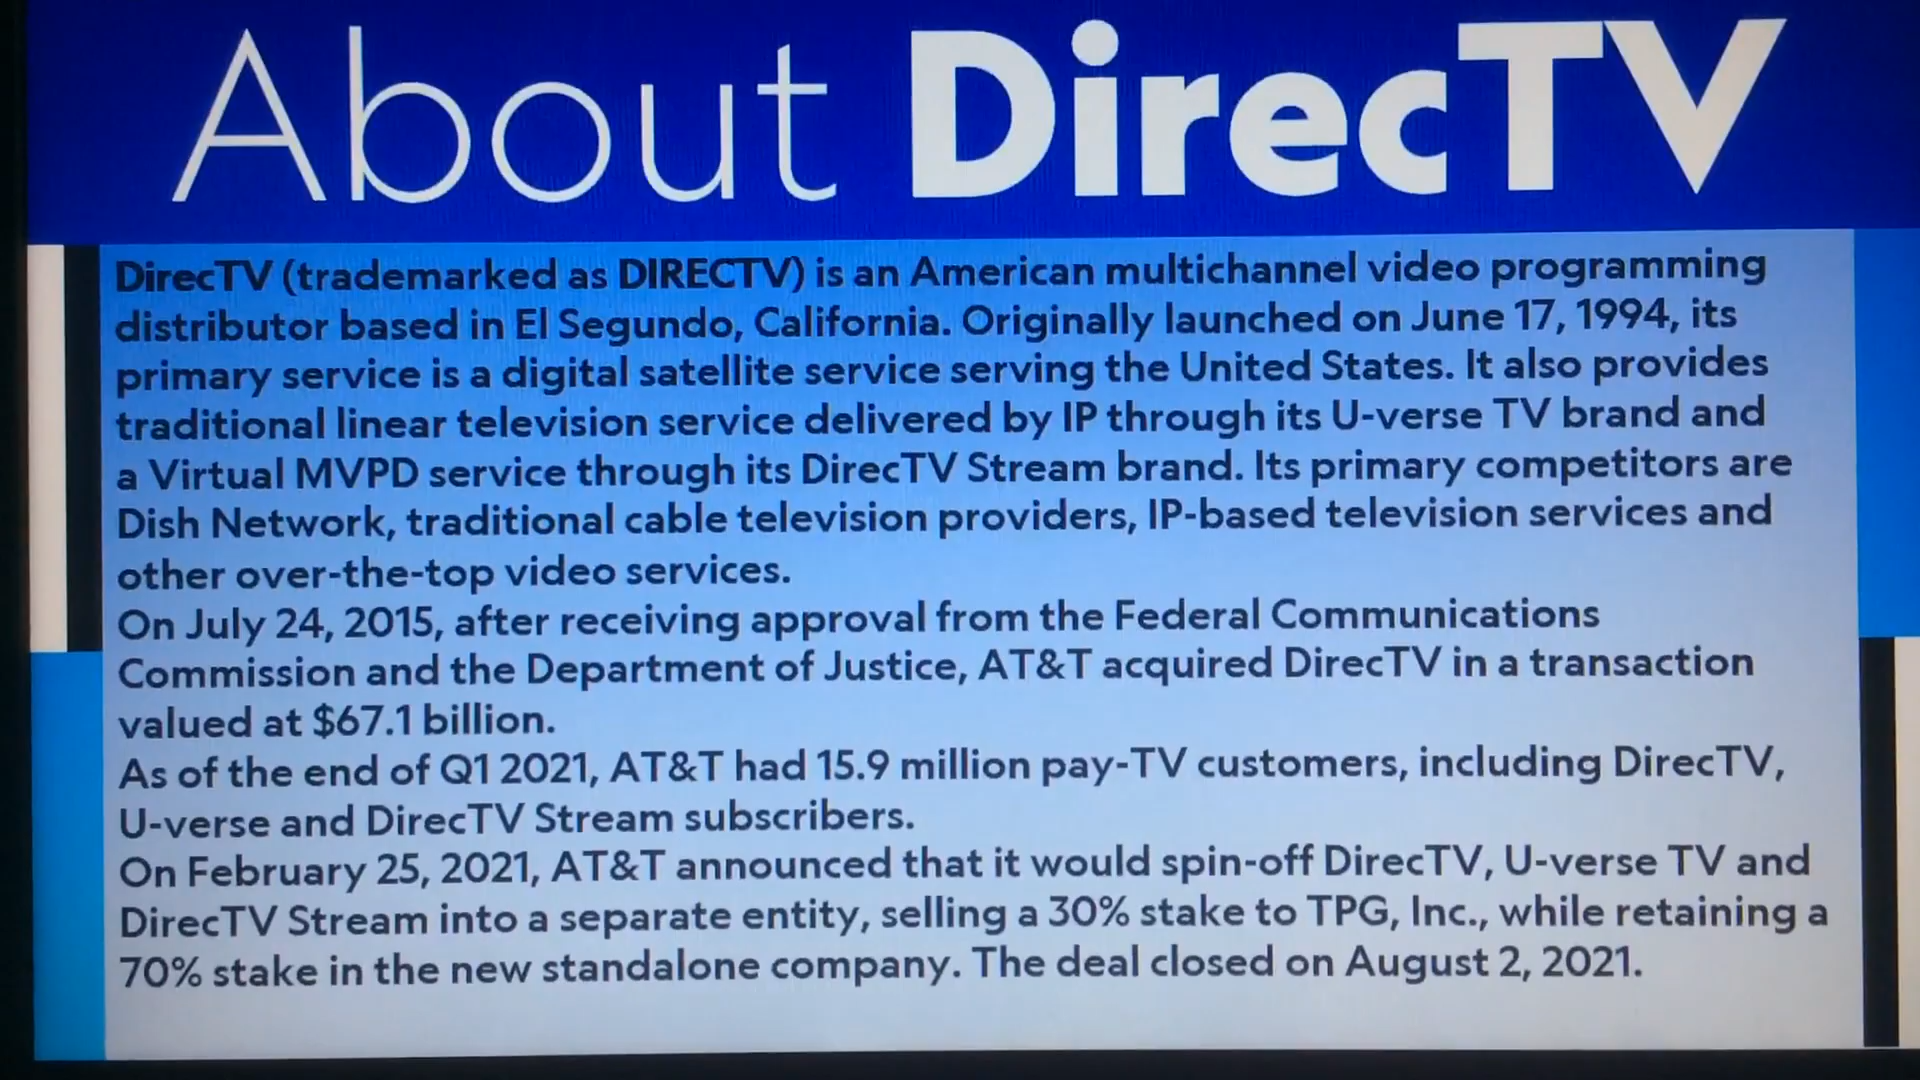 About DirecTV
DirecTV (trademarked as DIRECTV) is an American multichannel video programming
distributor based in El Segundo, California. Originally launched on June 17, 1994, its
primary service is a digital satellite service serving the United States. It also provides
traditional linear television service delivered by IP through its U-verse TV brand and
a Virtual MVPD service through its DirecTV Stream brand. Its primary competitors are
Dish Network, traditional cable television providers, IP-based television services and
other over-the-top video services.
On July 24, 2015, after receiving approval from the Federal Communications
Commission and the Department of Justice, AT&T acquired DirecTV in a transaction
valued at $67.1 billion.
As of the end of Q1 2021, AT&T had 15.9 million pay-TV customers, including DirecTV,
U-verse and DirecTV Stream subscribers.
On February 25, 2021, AT&T announced that it would spin-off DirecTV, U-verse TV and
DirecTV Stream into a separate entity, selling a 30% stake to TPG, Inc., while retaining a
70% stake in the new standalone company. The deal closed on August 2, 2021.